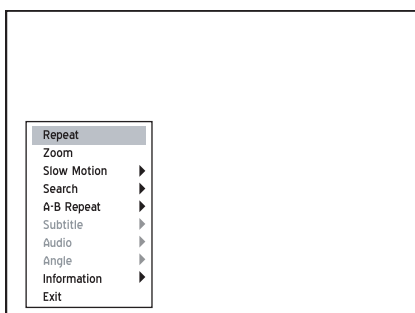 Repeat
Zoom
Slow Motion
Search
A-B Repeat
Subtitle
Audio
Angle
Information
Exit